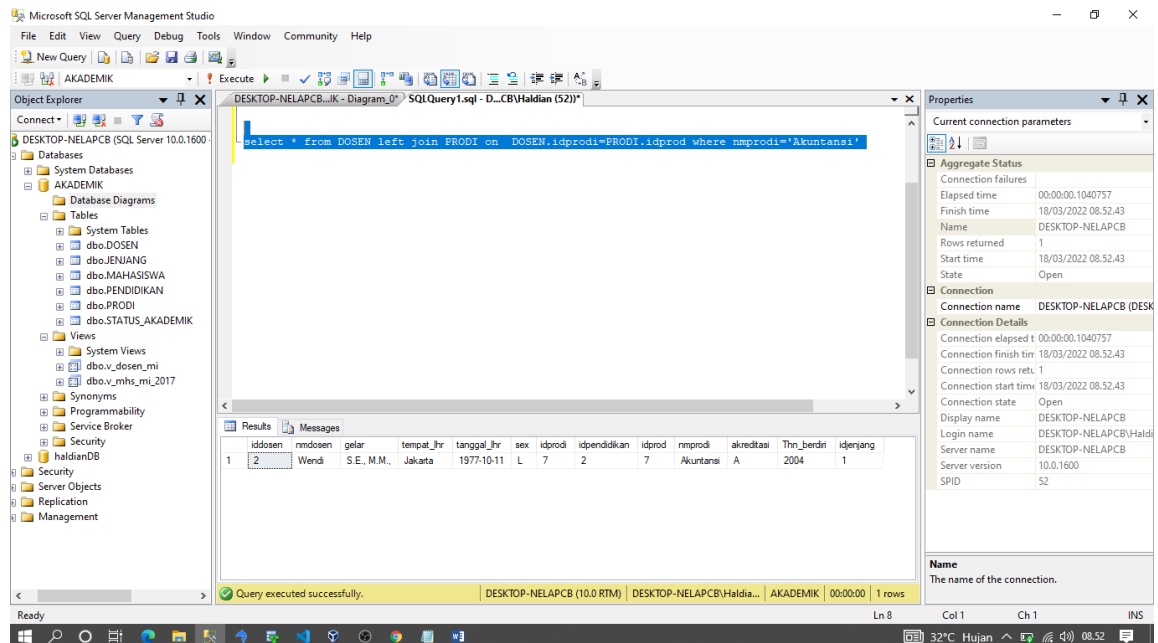 Microsoft SQL Server Management Studio
File Edit View Query Debug Tools Window Community Help
New Query
AKADEMIK Execute
Object Explorer
Connect
DESKTOP-NELAPCB (SQL Server 10.0.1600 -
Databases
System Databases
AKADEMIK
Database Diagrams
Tables
System Tables
dbo.DOSEN
dbo.JENJANG
dbo.MAHASISWA
dbo.PENDIDIKAN
dbo.PRODI
dbo.STATUS_AKADEMIK
Views
System Views
dbo.v_dosen_mi
dbo.v_mhs_mi_2017
Synonyms
Programmability
Service Broker
Security
haldianDB
Security
Server Objects
Replication
Management
DESKTOP-NELAPCB...IK - Diagram_0* SQLQuery1.sql - D...CB\Haldian (52))*
select * from DOSEN left join PRODI on DOSEN.idprodi=PRODI.idprod where nmprodi='Akuntansi'
Results Messages
iddosen nmdosen gelar tempat_lhr tanggal_lhr sex idprodi idpendidikan idprod nmprodi akreditasi Thn_berdiri idjenjang
1 2 Wendi S.E., M.M., Jakarta 1977-10-11 L 7 2 7 Akuntansi A 2004 1
Query executed successfully. DESKTOP-NELAPCB (10.0 RTM) DESKTOP-NELAPCB\Haldia... AKADEMIK 00:00:00 1 rows
Properties
Current connection parameters
Aggregate Status
Connection failures
Elapsed time 00:00:00.1040757
Finish time 18/03/2022 08.52.43
Name DESKTOP-NELAPCB
Rows returned 1
Start time 18/03/2022 08.52.43
State Open
Connection
Connection name DESKTOP-NELAPCB (DESK
Connection Details
Connection elapsed t 00:00:00.1040757
Connection finish tim 18/03/2022 08.52.43
Connection rows retu 1
Connection start time 18/03/2022 08.52.43
Connection state Open
Display name DESKTOP-NELAPCB
Login name DESKTOP-NELAPCB\Haldi
Server name DESKTOP-NELAPCB
Server version 10.0.1600
SPID 52
Name
The name of the connection.
Ready Ln 8 Col 1 Ch 1 INS
32°C Hujan 08.52